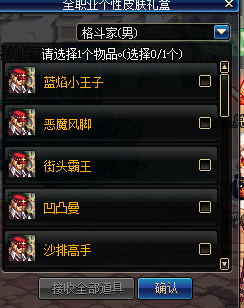 全职业个性皮肤礼盒
格斗家(男)
请选择1个物品。(选择0/1个)
蓝焰小王子
恶魔风脚
街头霸王
凹凸曼
沙排高手
接收全部道具
确认